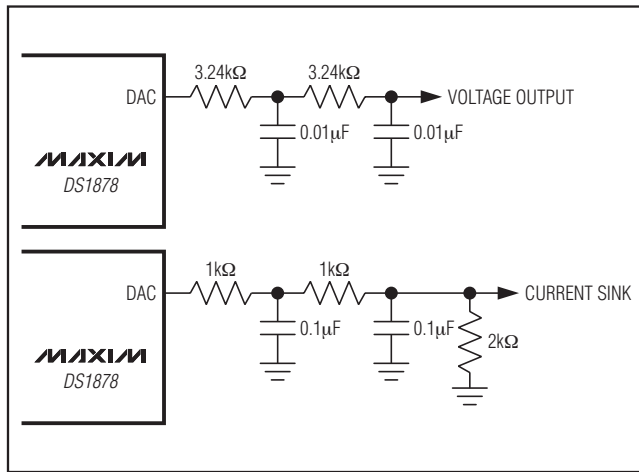 3.24kΩ 3.24kΩ
DAC VOLTAGE OUTPUT
0.01µF 0.01µF
MAXIM
DS1878
1kΩ 1kΩ
DAC CURRENT SINK
0.1µF 0.1µF 2kΩ
MAXIM
DS1878